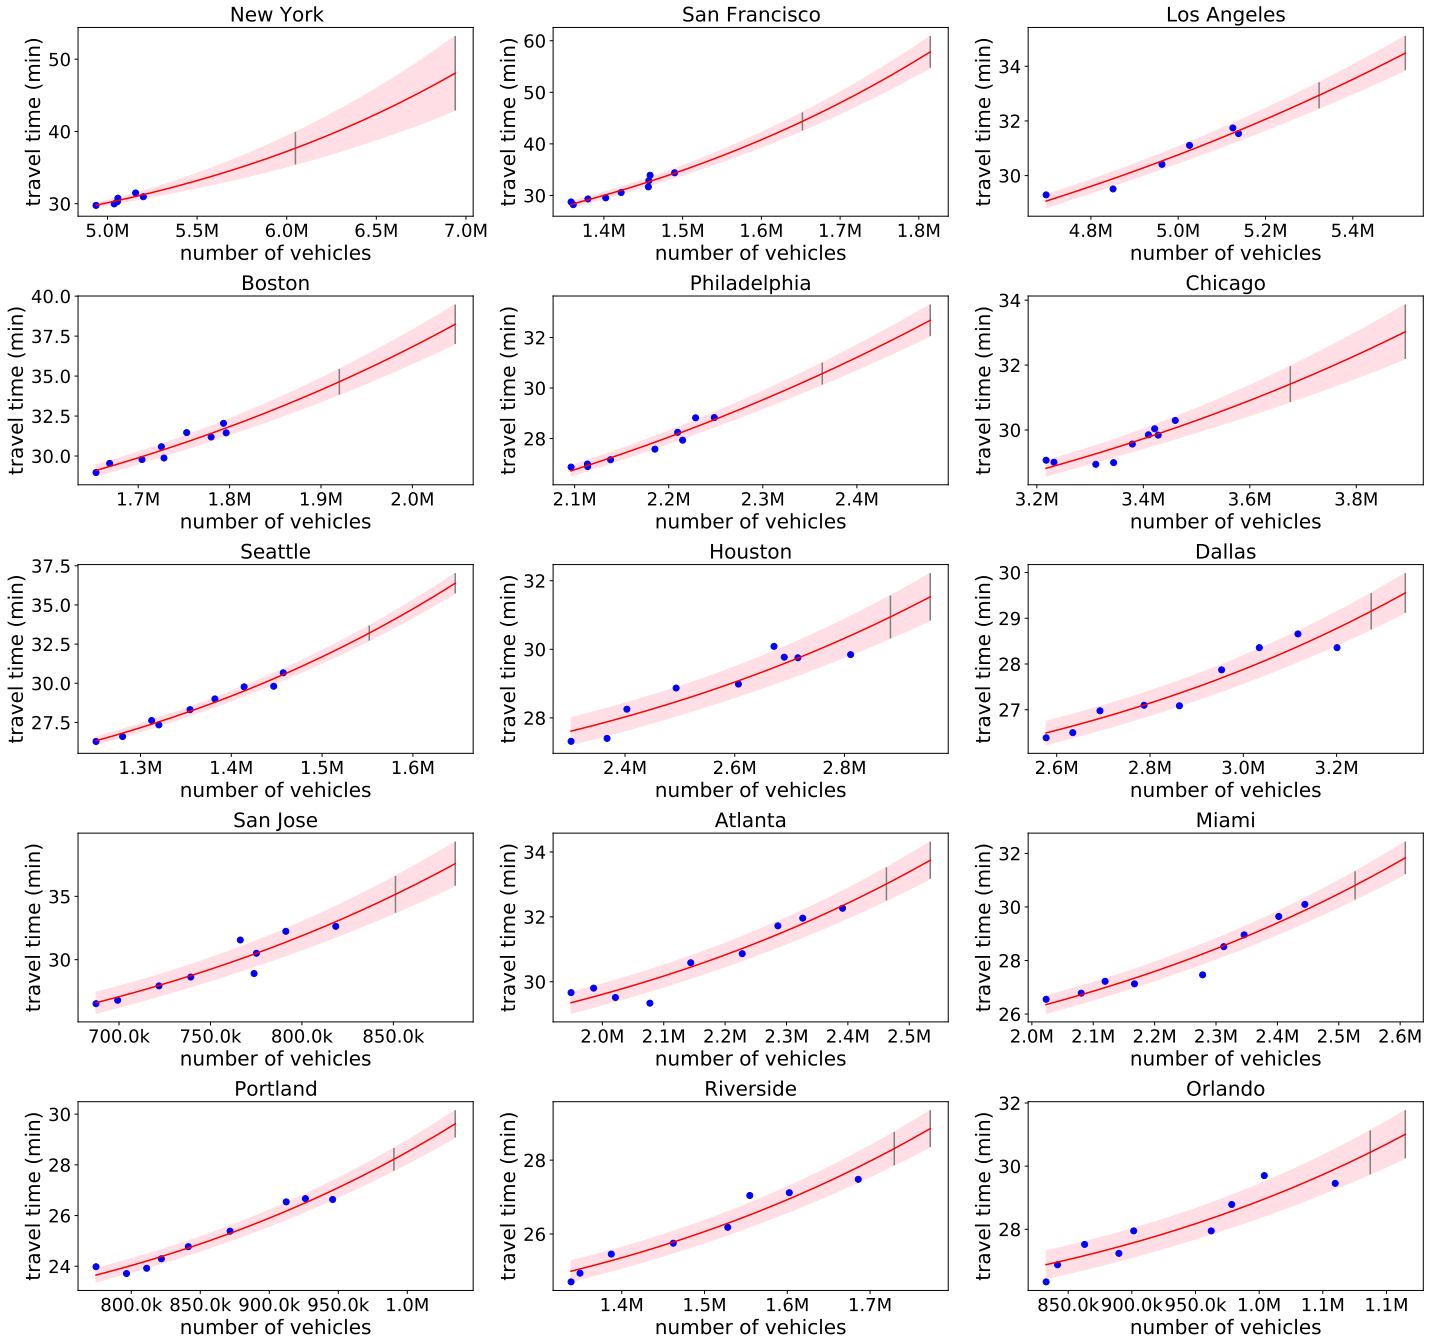 New York
travel time (min)
50
40
30
5.0M 5.5M 6.0M 6.5M 7.0M
number of vehicles
San Francisco
travel time (min)
60
50
40
30
1.4M 1.5M 1.6M 1.7M 1.8M
number of vehicles
Los Angeles
travel time (min)
34
32
30
4.8M 5.0M 5.2M 5.4M
number of vehicles
Boston
travel time (min)
40.0
37.5
35.0
32.5
30.0
1.7M 1.8M 1.9M 2.0M
number of vehicles
Philadelphia
travel time (min)
32
30
28
2.1M 2.2M 2.3M 2.4M
number of vehicles
Chicago
travel time (min)
34
32
30
3.2M 3.4M 3.6M 3.8M
number of vehicles
Seattle
travel time (min)
37.5
35.0
32.5
30.0
27.5
1.3M 1.4M 1.5M 1.6M
number of vehicles
Houston
travel time (min)
32
30
28
2.4M 2.6M 2.8M
number of vehicles
Dallas
travel time (min)
30
29
28
27
2.6M 2.8M 3.0M 3.2M
number of vehicles
San Jose
travel time (min)
35
30
700.0k 750.0k 800.0k 850.0k
number of vehicles
Atlanta
travel time (min)
34
32
30
2.0M 2.1M 2.2M 2.3M 2.4M 2.5M
number of vehicles
Miami
travel time (min)
32
30
28
26
2.0M 2.1M 2.2M 2.3M 2.4M 2.5M 2.6M
number of vehicles
Portland
travel time (min)
30
28
26
24
800.0k 850.0k 900.0k 950.0k 1.0M
number of vehicles
Riverside
travel time (min)
28
26
1.4M 1.5M 1.6M 1.7M
number of vehicles
Orlando
travel time (min)
32
30
28
850.0k 900.0k 950.0k 1.0M 1.1M 1.1M
number of vehicles